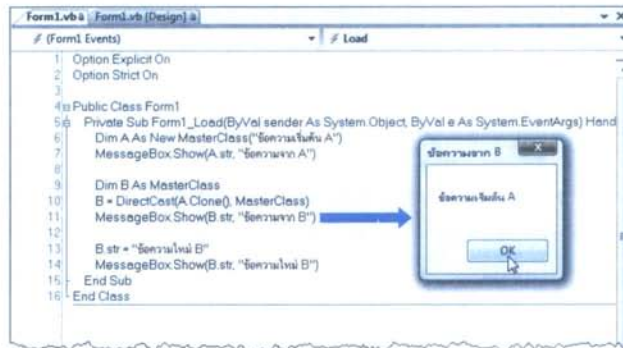 Form1.vb Form1.vb [Design]
(Form1 Events) Load
1 Option Explicit On
2 Option Strict On
3
4 Public Class Form1
5 Private Sub Form1_Load(ByVal sender As System.Object, ByVal e As System.EventArgs) Hand
6 Dim A As New MasterClass("ข้อความเริ่มต้น A")
7 MessageBox.Show(A.str, "ข้อความจาก A")
8
9 Dim B As MasterClass
10 B = DirectCast(A.Clone(), MasterClass)
11 MessageBox.Show(B.str, "ข้อความจาก B")
12
13 B.str = "ข้อความใหม่ B"
14 MessageBox.Show(B.str, "ข้อความใหม่ B")
15 End Sub
16 End Class
ข้อความจาก B
ข้อความเริ่มต้น A
OK